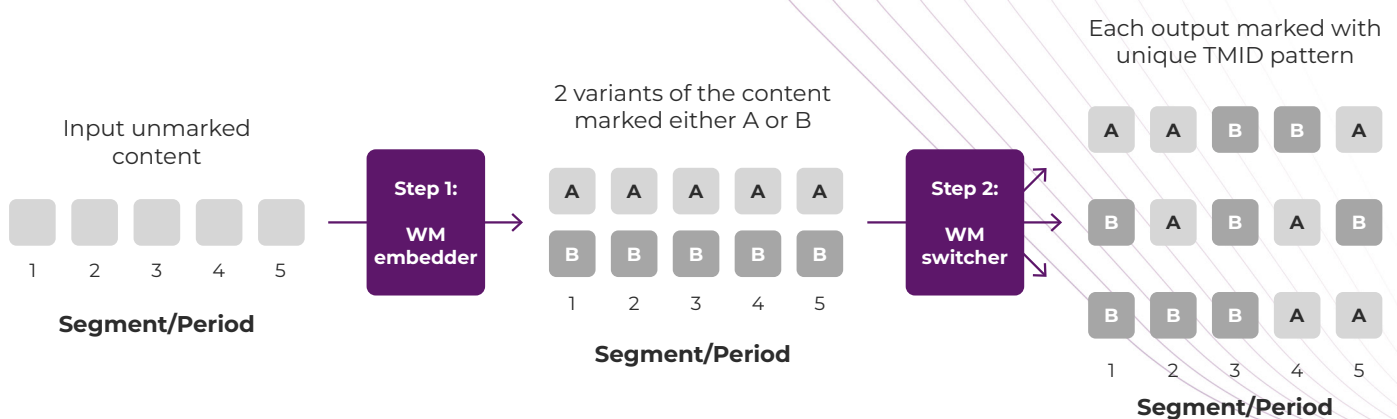 Input unmarked
content
1 2 3 4 5
Segment/Period
Step 1:
WM
embedder
2 variants of the content
marked either A or B
A A A A A
B B B B B
1 2 3 4 5
Segment/Period
Step 2:
WM
switcher
Each output marked with
unique TMID pattern
A A B B A
B A B A B
B B B A A
1 2 3 4 5
Segment/Period